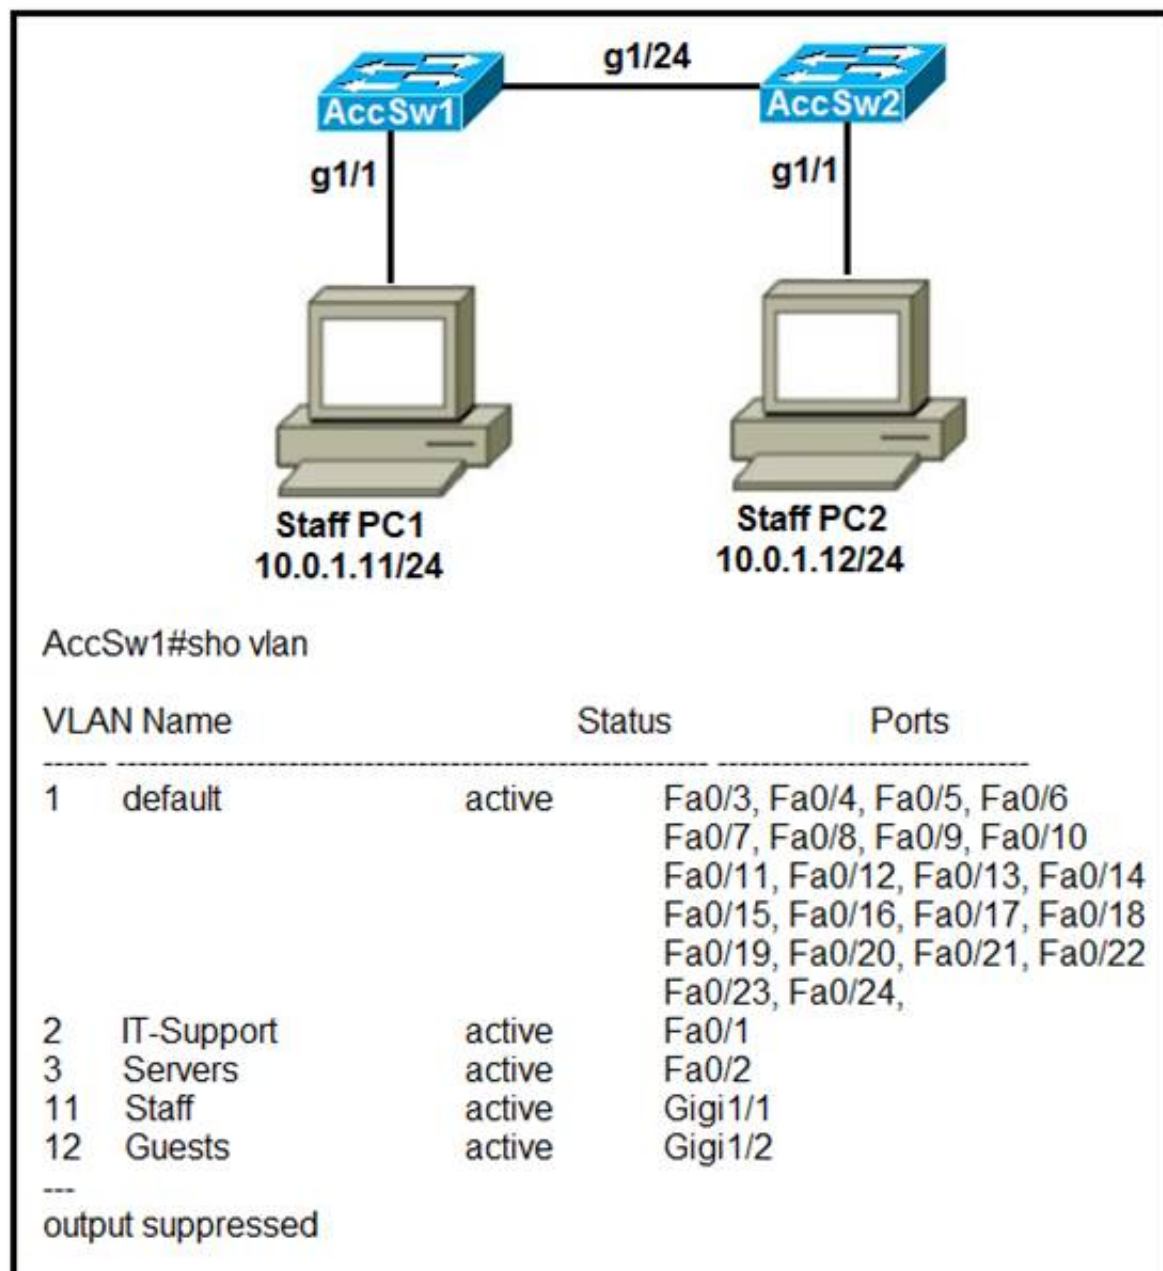 g1/24
AccSw1
AccSw2
g1/1
g1/1
Staff PC1
10.0.1.11/24
Staff PC2
10.0.1.12/24
AccSw1#sho vlan
VLAN Name Status Ports
------ ------------------------------------------------------- -----------------------------
1 default active Fa0/3, Fa0/4, Fa0/5, Fa0/6
Fa0/7, Fa0/8, Fa0/9, Fa0/10
Fa0/11, Fa0/12, Fa0/13, Fa0/14
Fa0/15, Fa0/16, Fa0/17, Fa0/18
Fa0/19, Fa0/20, Fa0/21, Fa0/22
Fa0/23, Fa0/24,
2 IT-Support active Fa0/1
3 Servers active Fa0/2
11 Staff active Gigi1/1
12 Guests active Gigi1/2
---
output suppressed